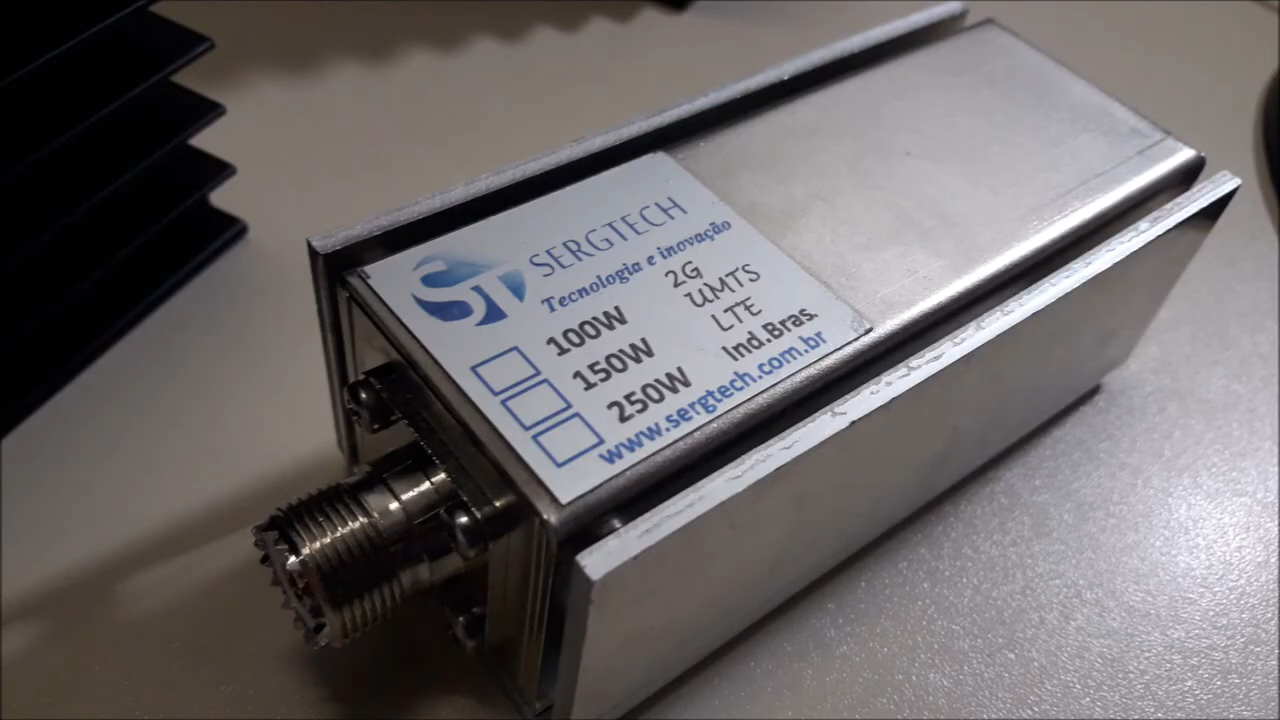 ST SERGTECH
Tecnologia e inovação
100W 2G
150W UMTS
250W LTE
Ind.Bras.
www.sergtech.com.br